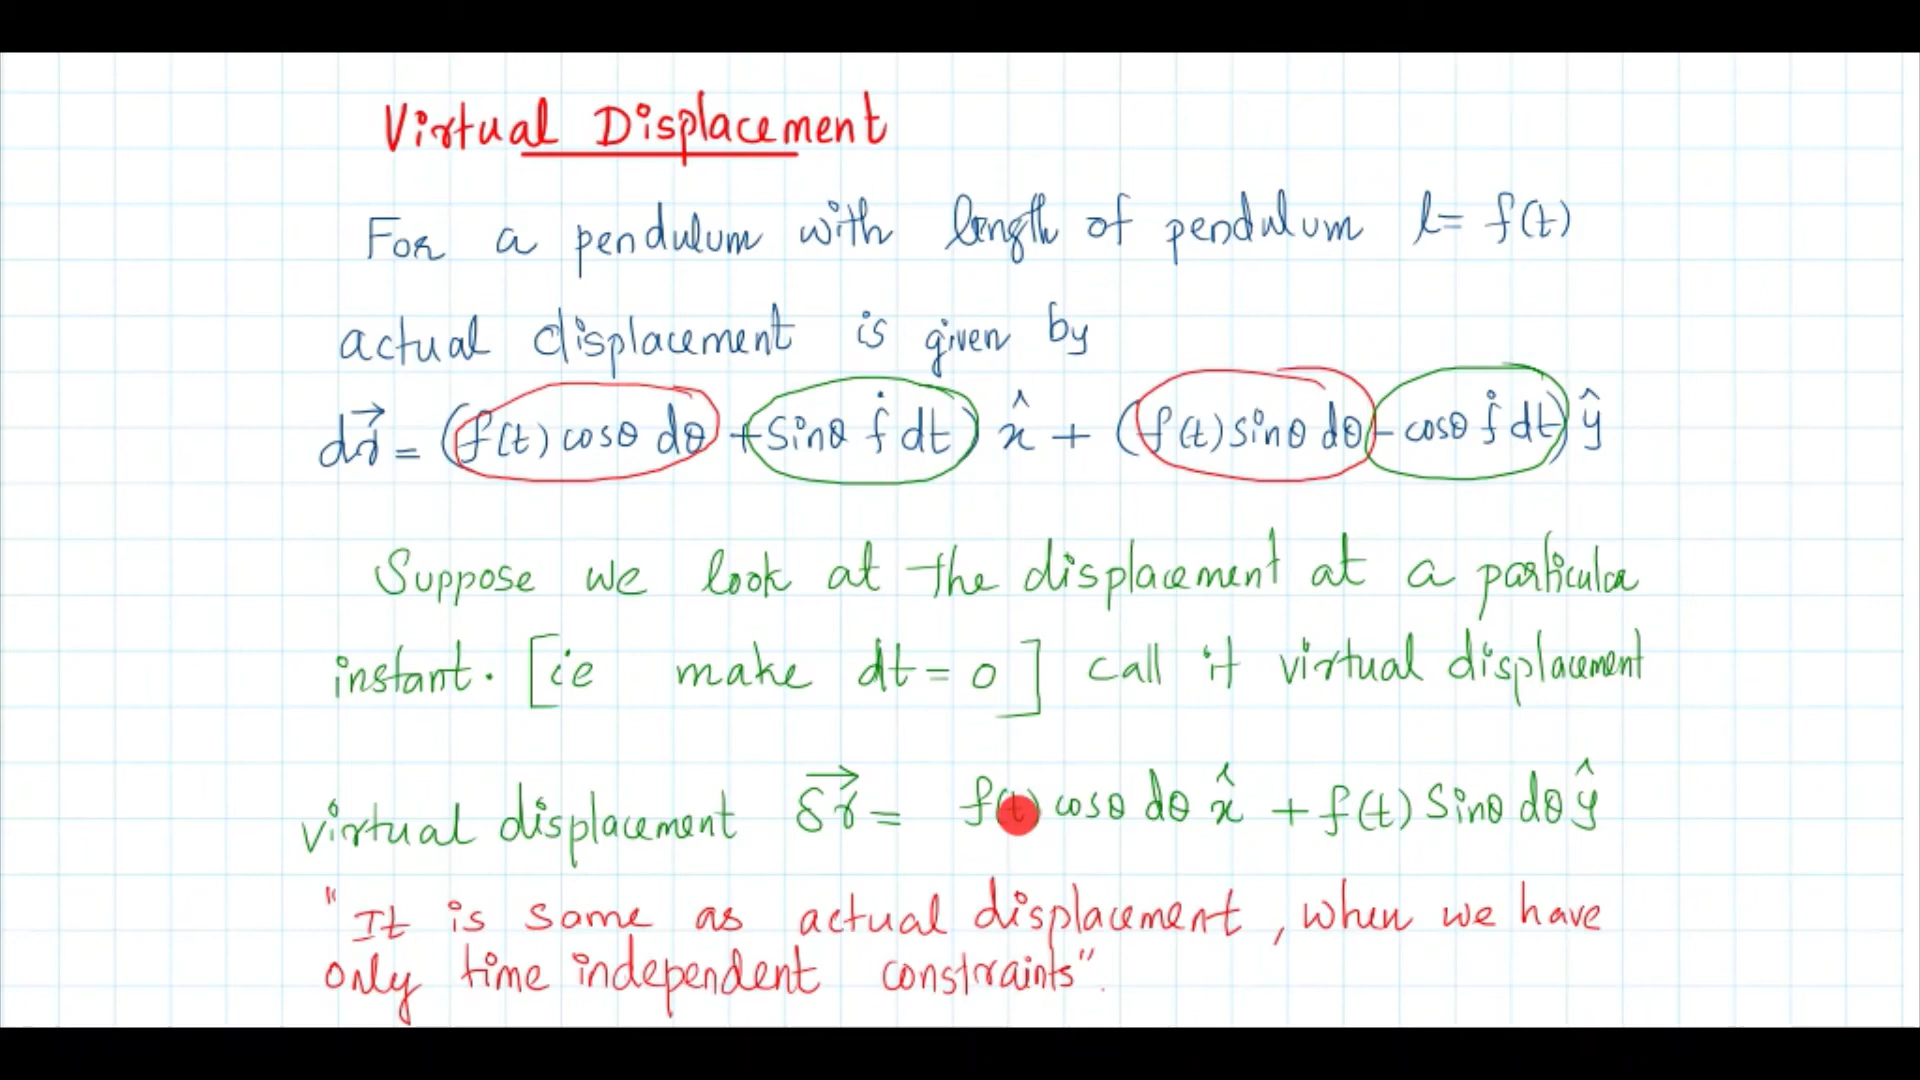 Virtual Displacement
For a pendulum with length of pendulum l= f(t)
actual displacement is given by
dr⃗ = (f(t) cosθ dθ + sinθ ḟ dt) x̂ + (f(t) sinθ dθ - cosθ ḟ dt) ŷ
Suppose we look at the displacement at a particular
instant. [ie make dt = 0] call it virtual displacement
virtual displacement δr⃗ = f(t) cosθ dθ x̂ + f(t) Sinθ dθ ŷ
"It is same as actual displacement, when we have
only time independent constraints".